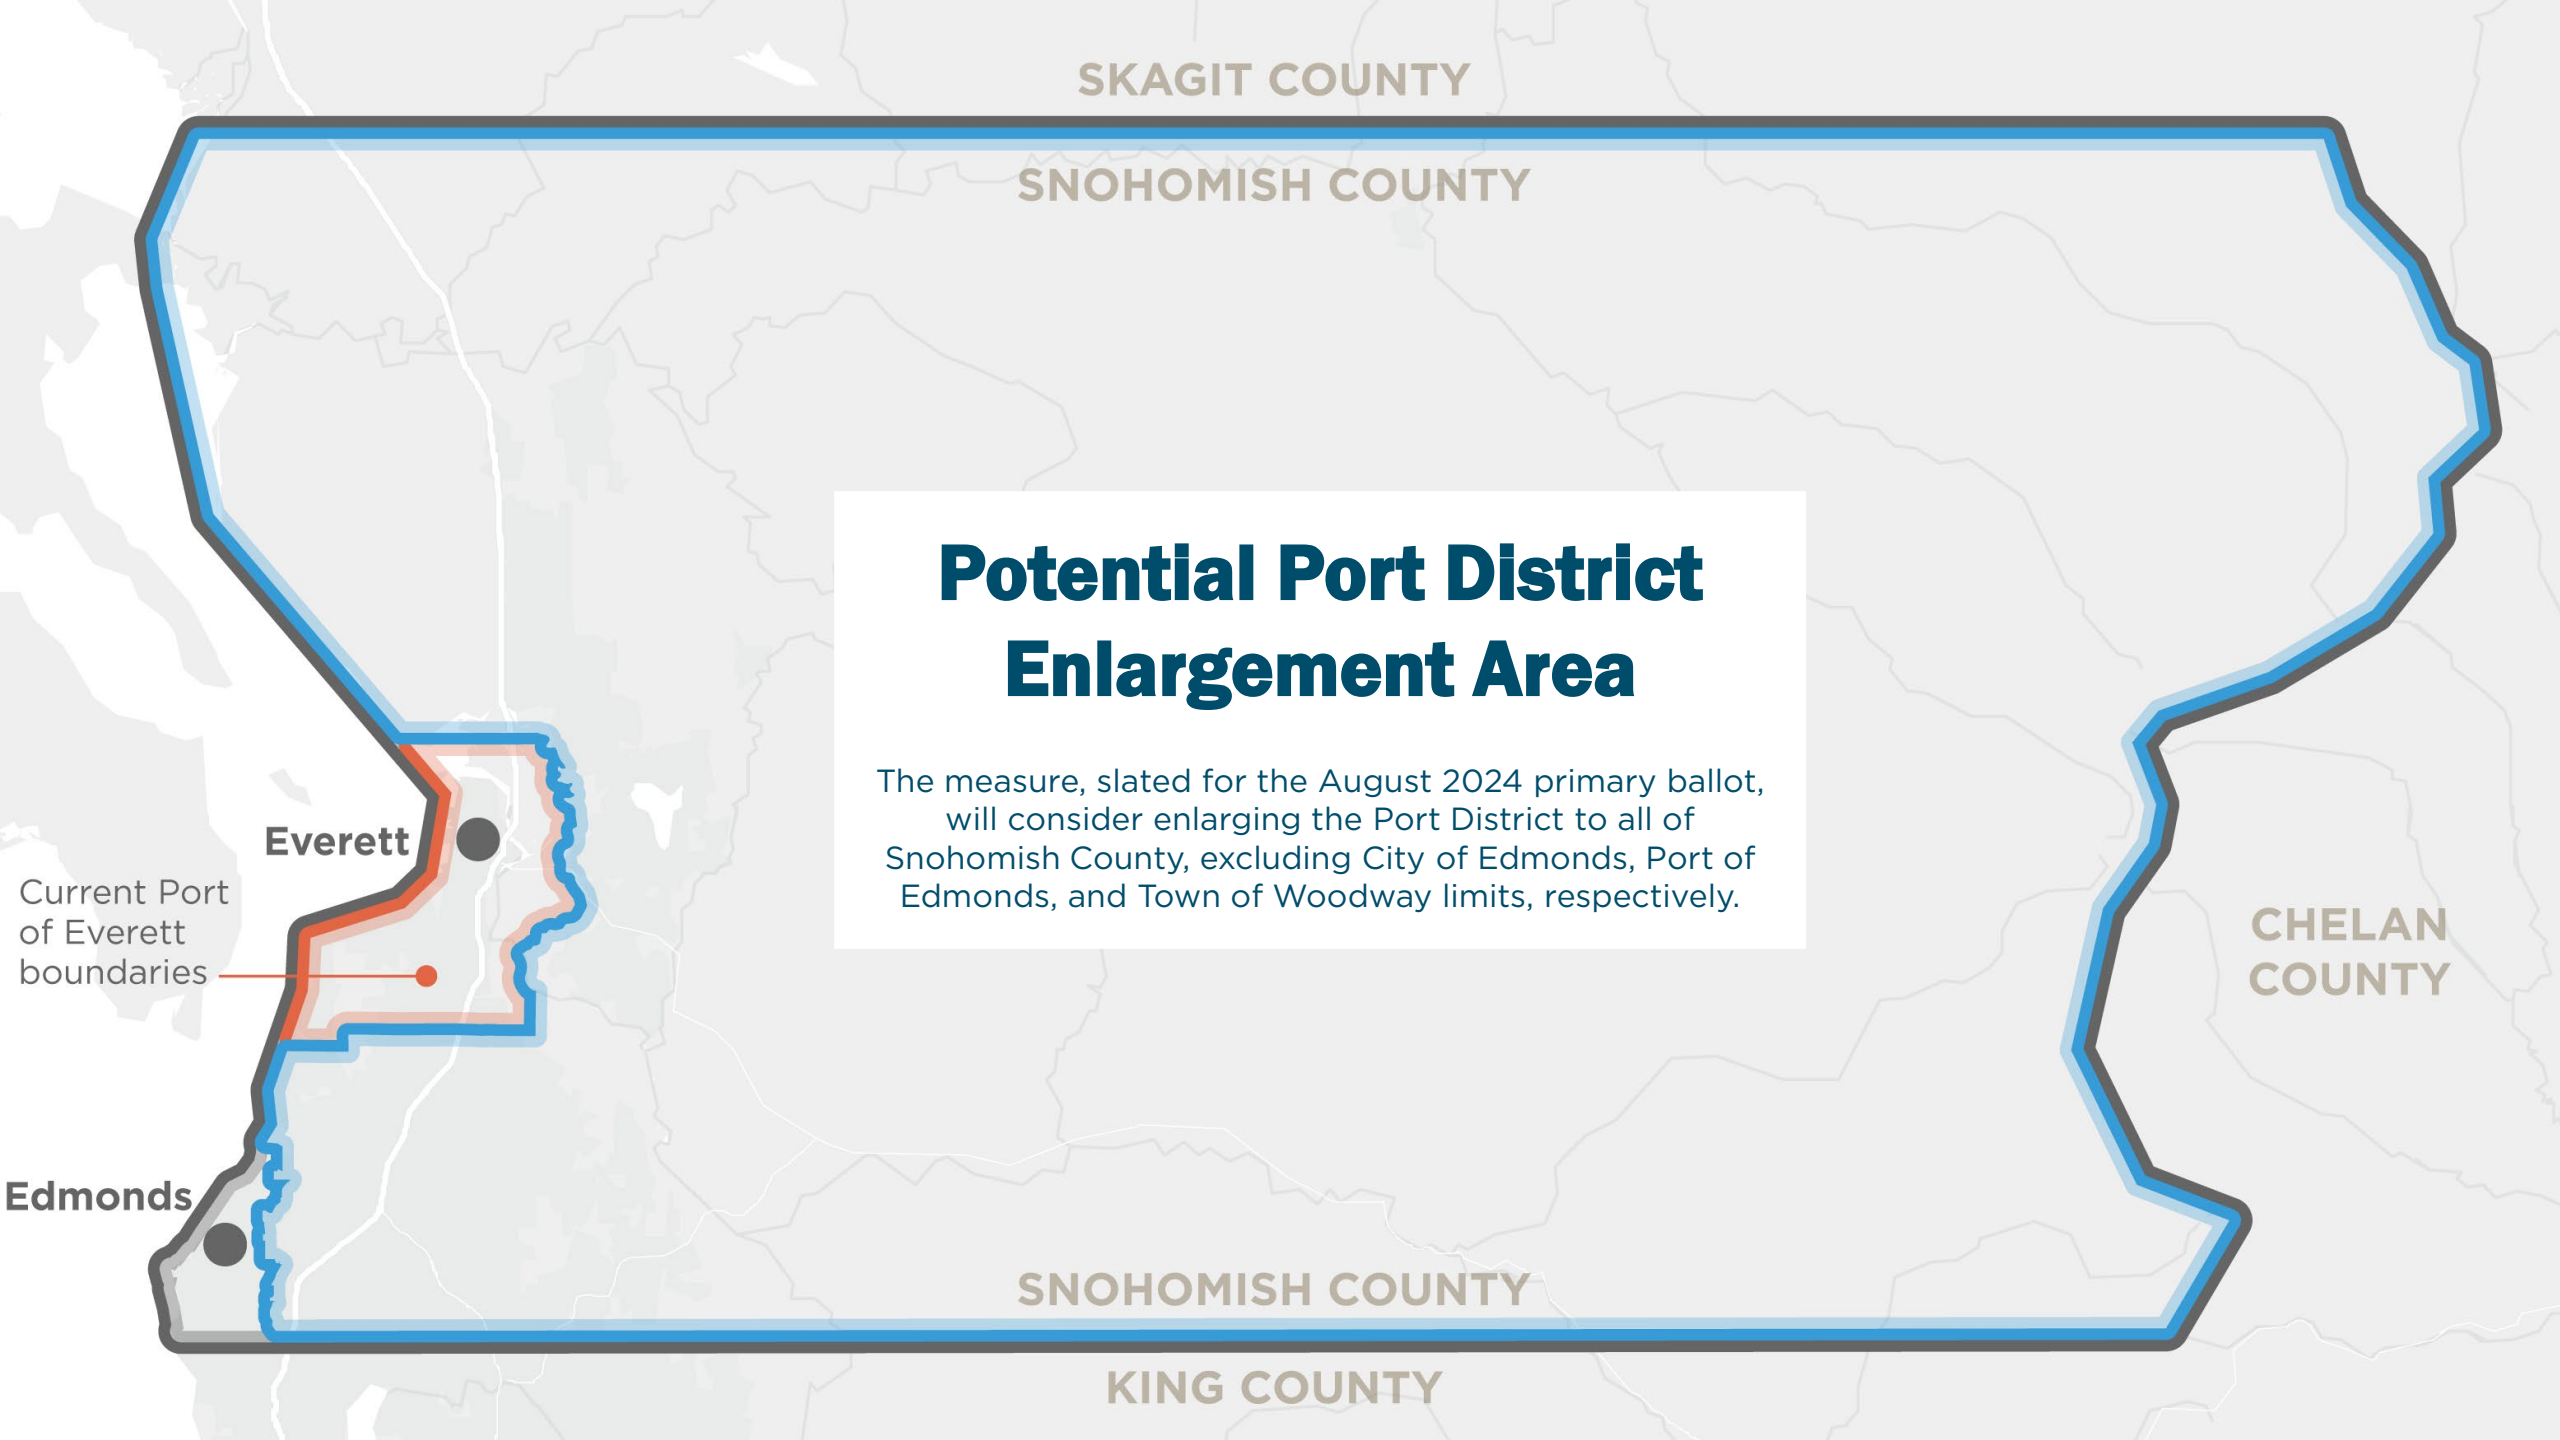 SKAGIT COUNTY
SNOHOMISH COUNTY
Potential Port District
Enlargement Area
The measure, slated for the August 2024 primary ballot,
will consider enlarging the Port District to all of
Snohomish County, excluding City of Edmonds, Port of
Edmonds, and Town of Woodway limits, respectively.
Everett
Current Port
of Everett
boundaries
CHELAN
COUNTY
Edmonds
SNOHOMISH COUNTY
KING COUNTY